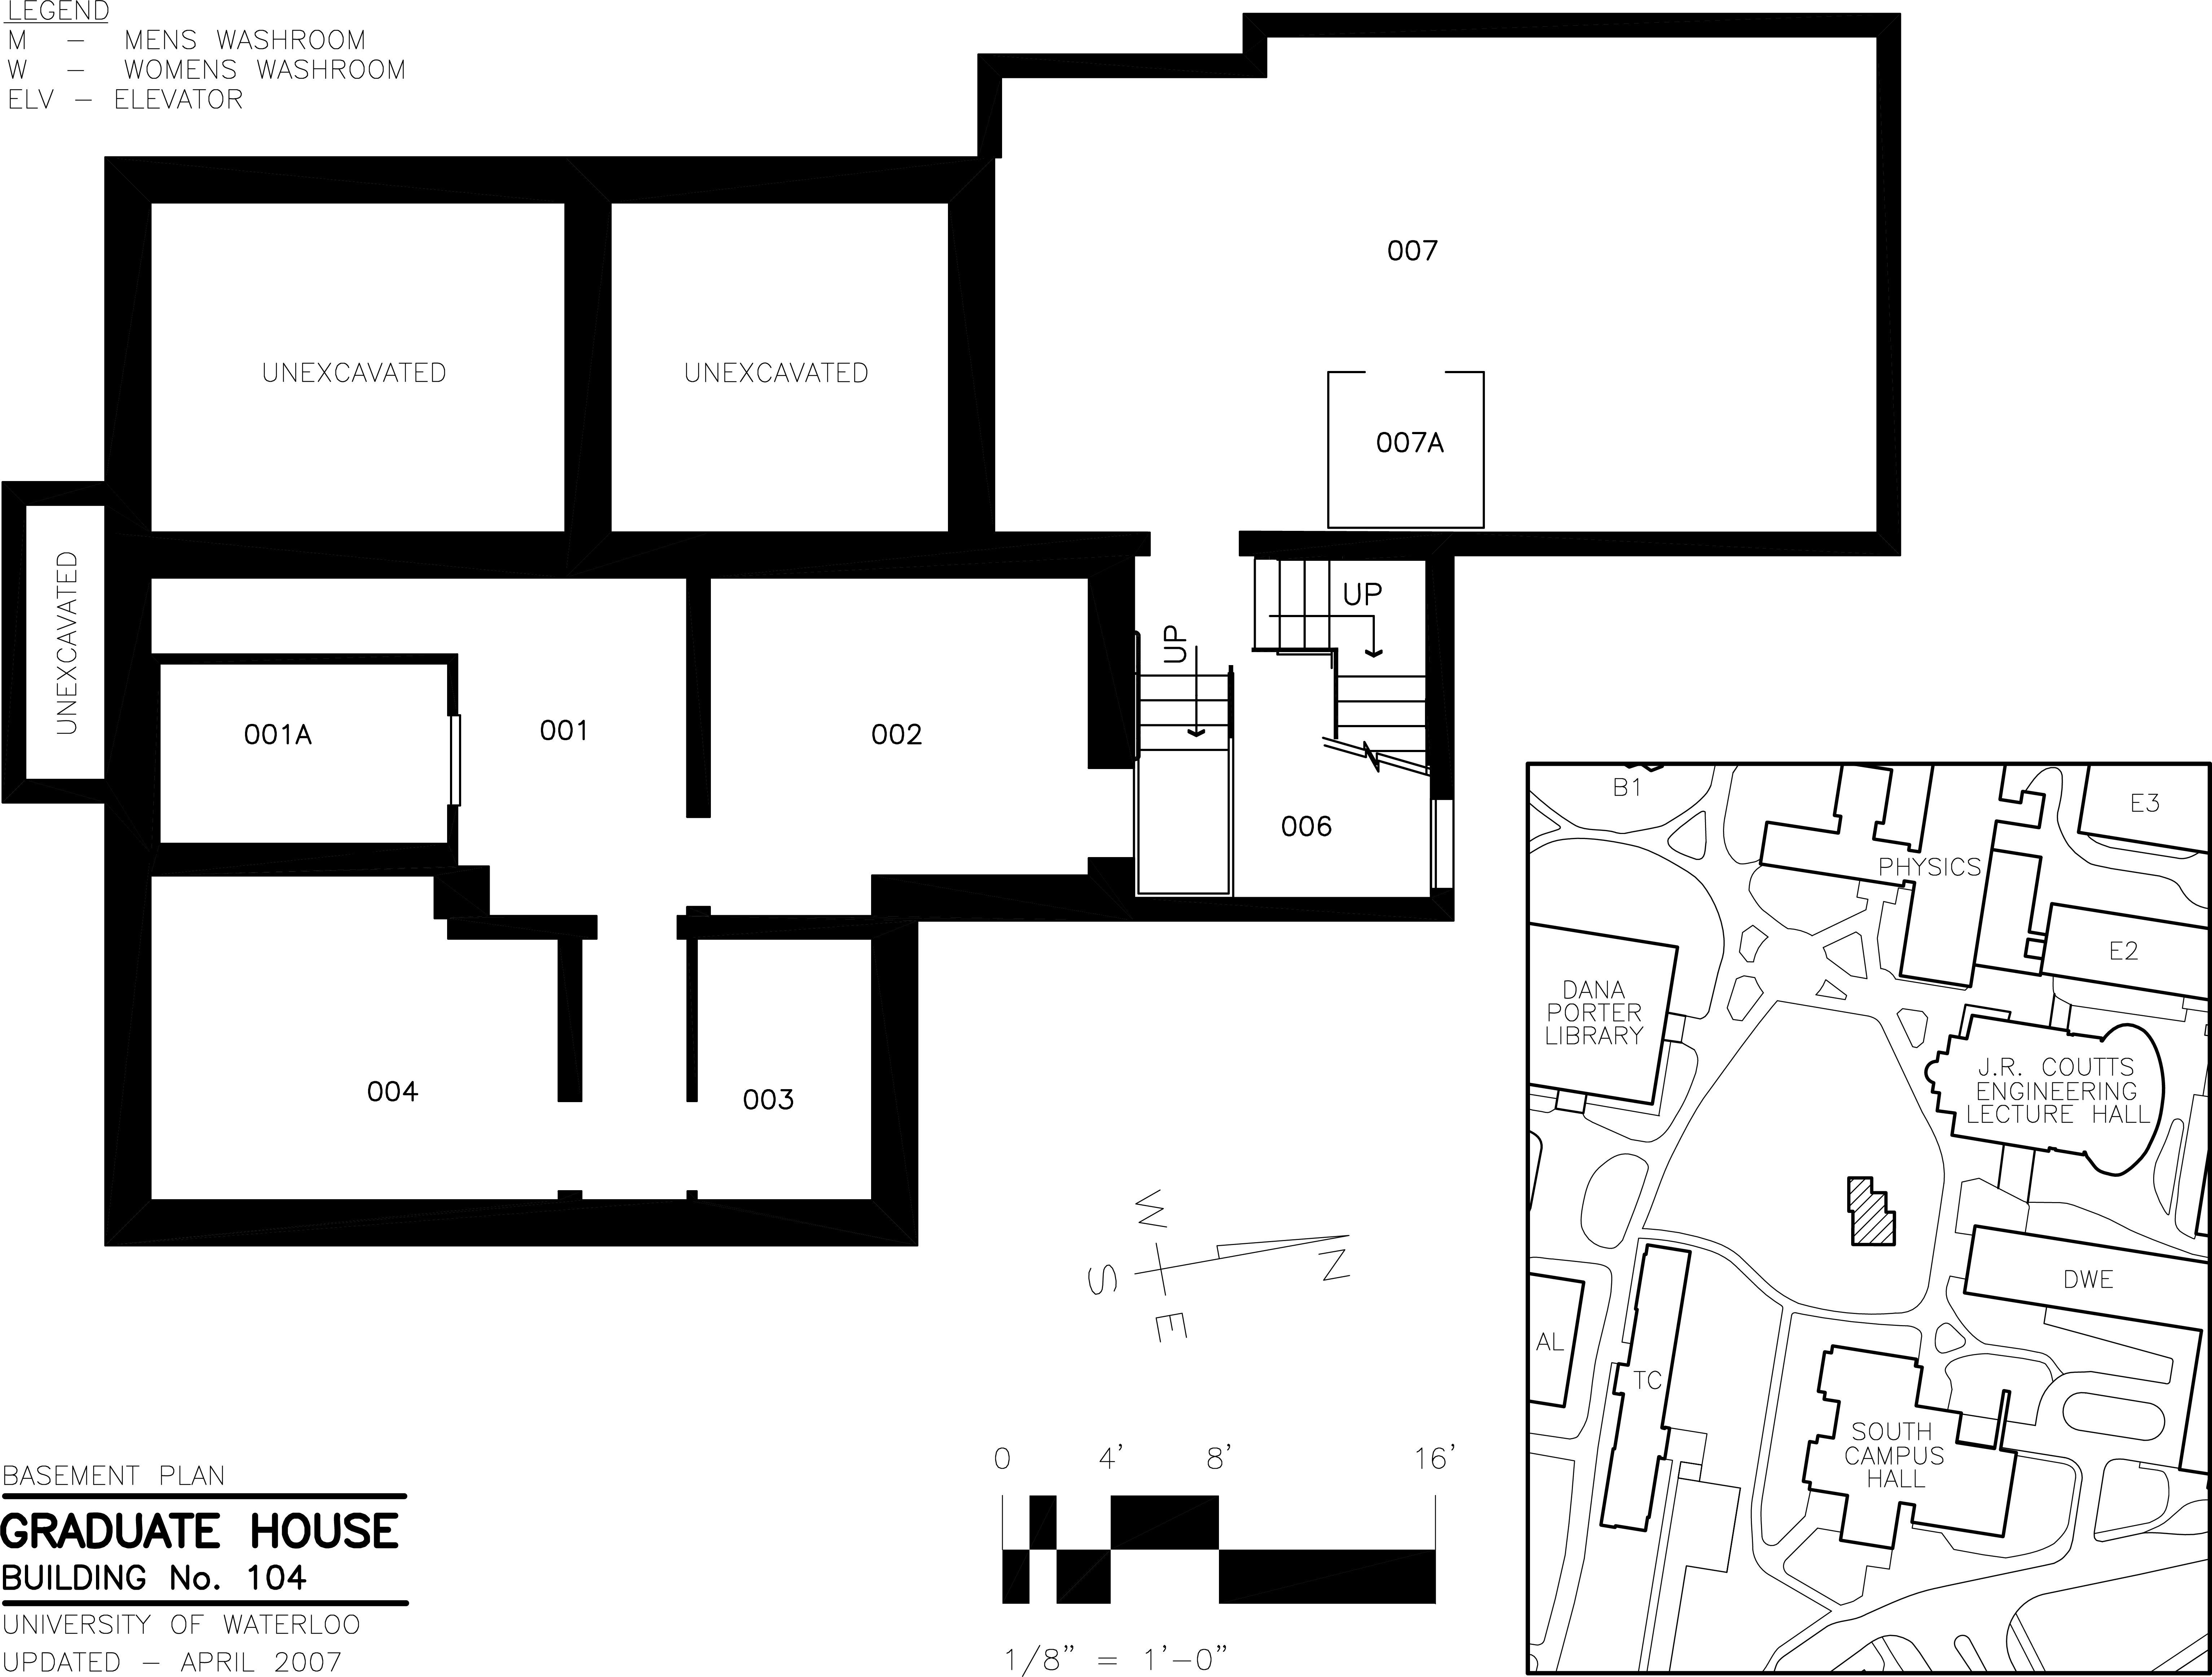 LEGEND
M – MENS WASHROOM
W – WOMENS WASHROOM
ELV – ELEVATOR
007
UNEXCAVATED
UNEXCAVATED
007A
UP
UP
UNEXCAVATED
001A
001
002
006
004
003
W
N
S
E
0 4' 8' 16'
1/8" = 1'-0"
BASEMENT PLAN
GRADUATE HOUSE
BUILDING No. 104
UNIVERSITY OF WATERLOO
UPDATED – APRIL 2007
B1
E3
PHYSICS
E2
DANA
PORTER
LIBRARY
J.R. COUTTS
ENGINEERING
LECTURE HALL
DWE
AL
TC
SOUTH
CAMPUS
HALL